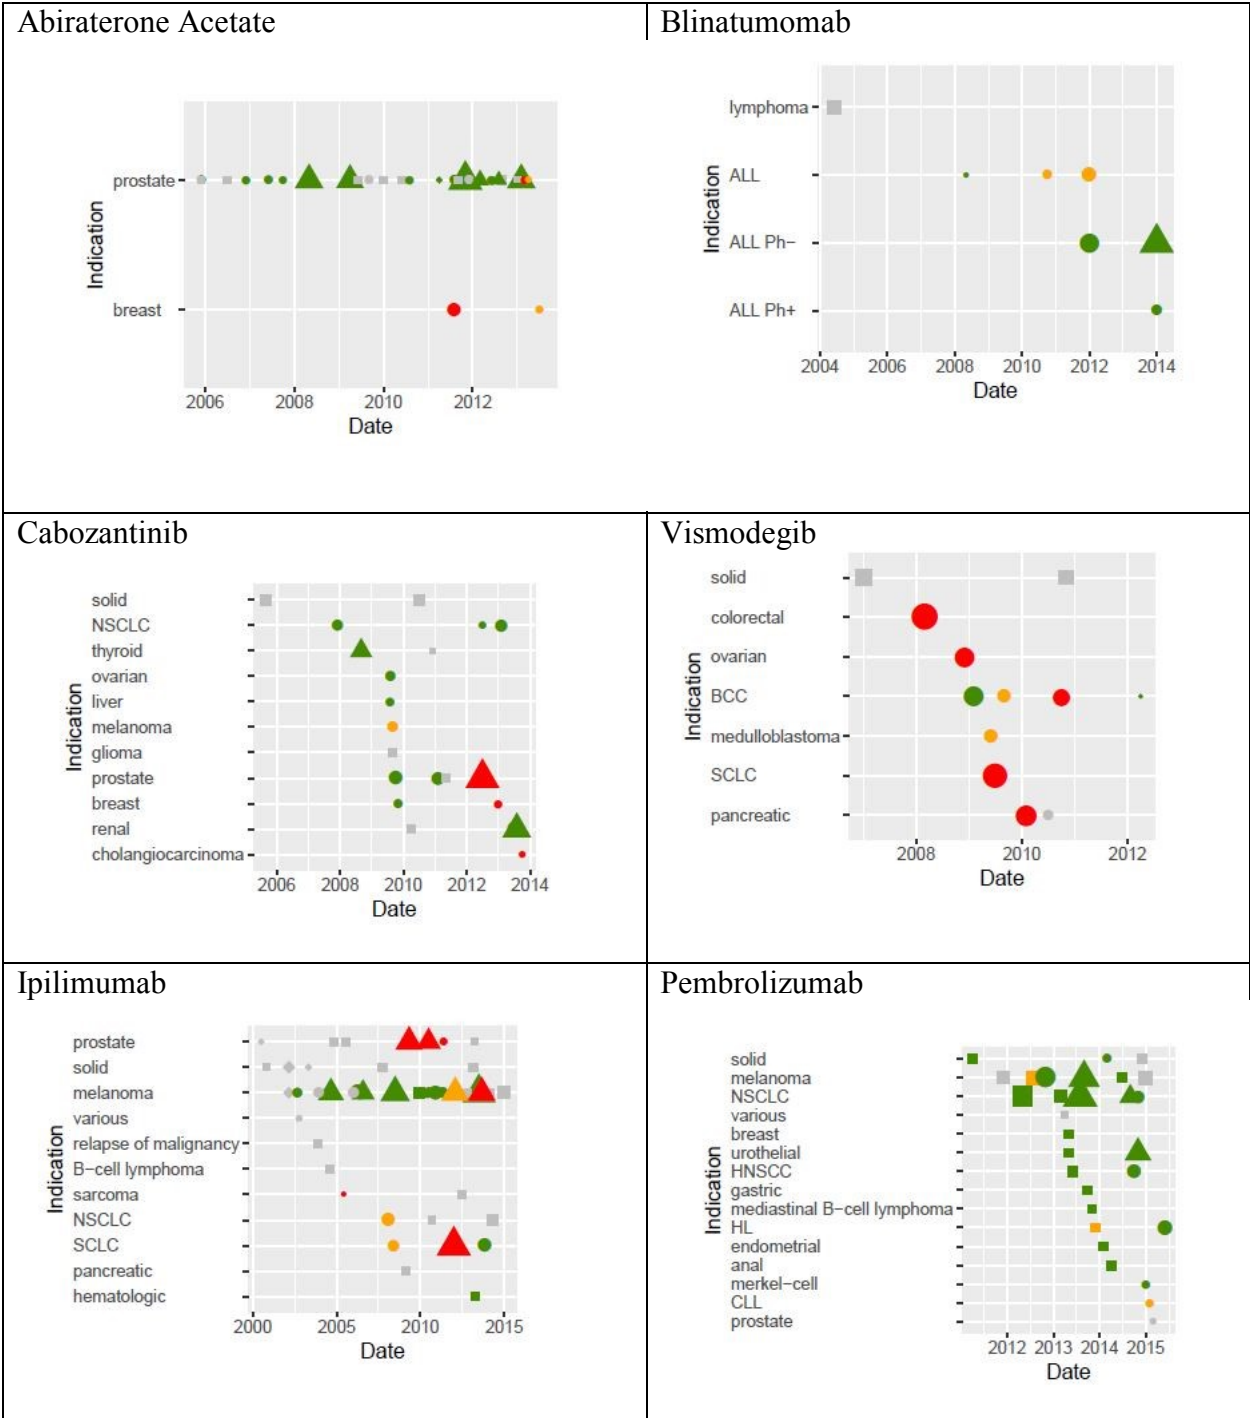 Abiraterone Acetate
prostate
breast
Indication
2006 2008 2010 2012
Date
Blinatumomab
lymphoma
ALL
ALL Ph−
ALL Ph+
Indication
2004 2006 2008 2010 2012 2014
Date
Cabozantinib
solid
NSCLC
thyroid
ovarian
liver
melanoma
glioma
prostate
breast
renal
cholangiocarcinoma
Indication
2006 2008 2010 2012 2014
Date
Vismodegib
solid
colorectal
ovarian
BCC
medulloblastoma
SCLC
pancreatic
Indication
2008 2010 2012
Date
Ipilimumab
prostate
solid
melanoma
various
relapse of malignancy
B−cell lymphoma
sarcoma
NSCLC
SCLC
pancreatic
hematologic
Indication
2000 2005 2010 2015
Date
Pembrolizumab
solid
melanoma
NSCLC
various
breast
urothelial
HNSCC
gastric
mediastinal B−cell lymphoma
HL
endometrial
anal
merkel−cell
CLL
prostate
Indication
2012 2013 2014 2015
Date